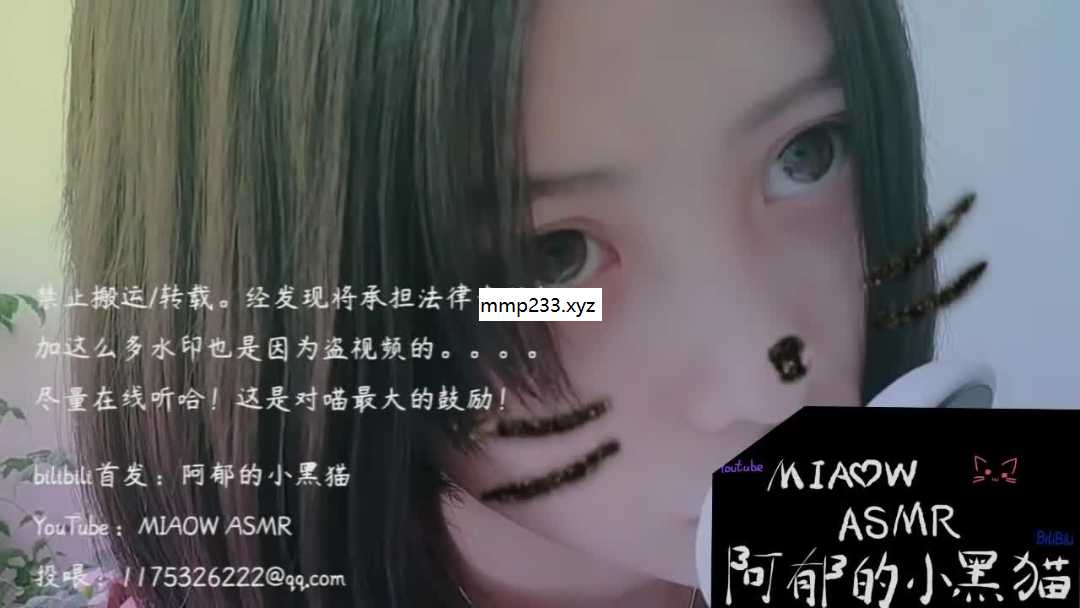 禁止搬运/转载。经发现将承担法律
mmp233.xyz
加这么多水印也是因为盗视频的。。。。
尽量在线听哈！这是对喵最大的鼓励！
bilibili首发：阿郁的小黑猫
YouTube：MIAOW ASMR
投喂：1175326222@qq.com
Youtube
MIAOW
ASMR
BiliBili
阿郁的小黑猫